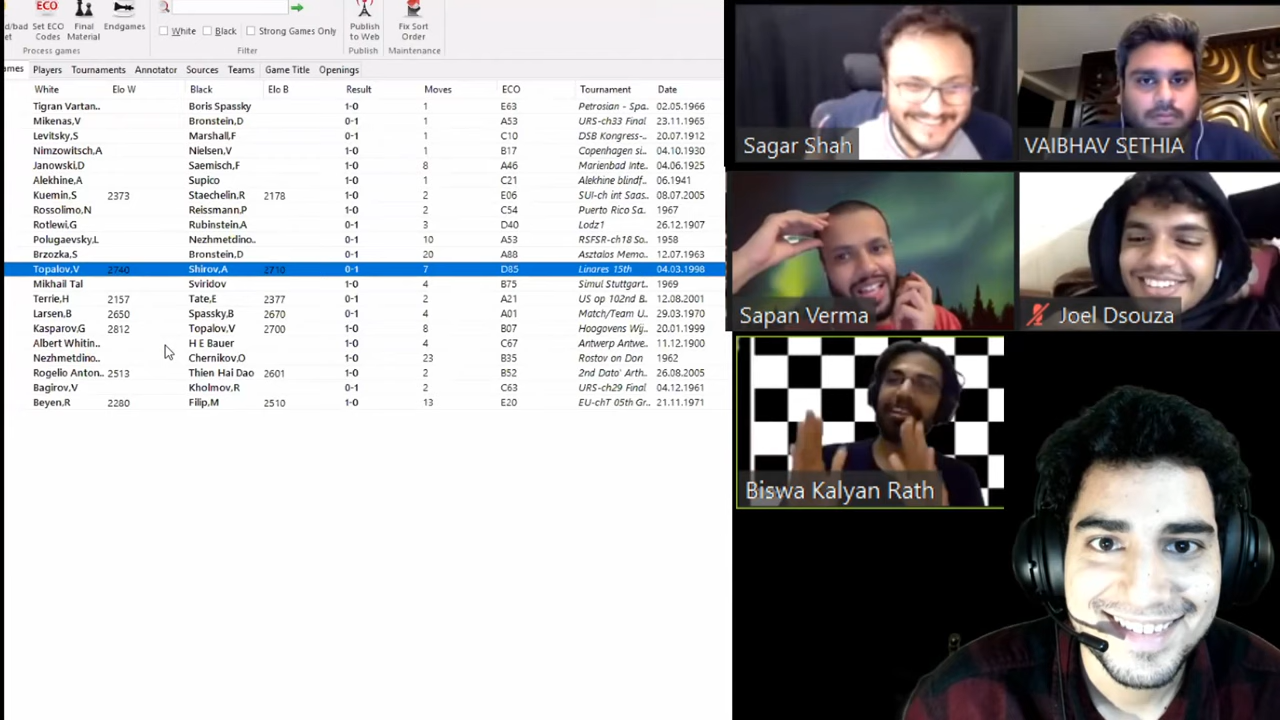 d/bad Set ECO Final Endgames Publish Fix Sort
et Codes Material to Web Order
White Black Strong Games Only
Process games Filter Publish Maintenance
ames Players Tournaments Annotator Sources Teams Game Title Openings
White Elo W Black Elo B Result Moves ECO Tournament Date
Tigran Vartan.. Boris Spassky 1-0 1 E63 Petrosian - Spa.. 02.05.1966
Mikenas,V Bronstein,D 0-1 1 A53 URS-ch33 Final 23.11.1965
Levitsky,S Marshall,F 0-1 1 C10 DSB Kongress-.. 20.07.1912
Nimzowitsch,A Nielsen,V 1-0 1 B17 Copenhagen si.. 04.10.1930
Janowski,D Saemisch,F 1-0 8 A46 Marienbad Inte.. 04.06.1925
Alekhine,A Supico 1-0 1 C21 Alekhine blindf.. 06.1941
Kuemin,S 2373 Staechelin,R 2178 1-0 2 E06 SUI-ch int Saas.. 08.07.2005
Rossolimo,N Reissmann,P 1-0 2 C54 Puerto Rico Sa.. 1967
Rotlewi,G Rubinstein,A 0-1 3 D40 Lodz1 26.12.1907
Polugaevsky,L Nezhmetdino.. 0-1 10 A53 RSFSR-ch18 So.. 1958
Brzozka,S Bronstein,D 0-1 20 A88 Asztalos Memo.. 12.07.1963
Topalov,V 2740 Shirov,A 2710 0-1 7 D85 Linares 15th 04.03.1998
Mikhail Tal Sviridov 1-0 4 B75 Simul Stuttgart.. 1969
Terrie,H 2157 Tate,E 2377 0-1 2 A21 US op 102nd B.. 12.08.2001
Larsen,B 2650 Spassky,B 2670 0-1 4 A01 Match/Team U.. 29.03.1970
Kasparov,G 2812 Topalov,V 2700 1-0 8 B07 Hoogovens Wij.. 20.01.1999
Albert Whitin.. H E Bauer 1-0 4 C67 Antwerp Antwe.. 11.12.1900
Nezhmetdino.. Chernikov,O 1-0 23 B35 Rostov on Don 1962
Rogelio Anton.. 2513 Thien Hai Dao 2601 1-0 2 B52 2nd Dato' Arth.. 26.08.2005
Bagirov,V Kholmov,R 0-1 2 C63 URS-ch29 Final 04.12.1961
Beyen,R 2280 Filip,M 2510 1-0 13 E20 EU-chT 05th Gr.. 21.11.1971
Sagar Shah
VAIBHAV SETHIA
Sapan Verma
Joel Dsouza
Biswa Kalyan Rath